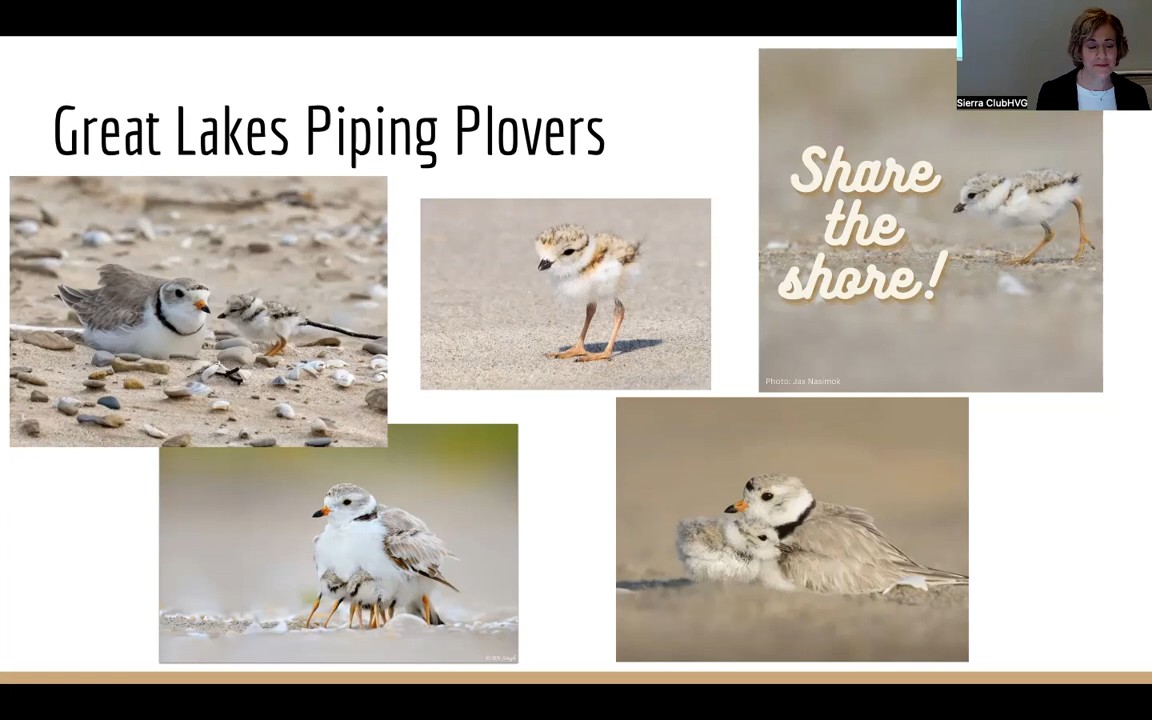 Sierra ClubHVG
Great Lakes Piping Plovers
Share
the
shore!
Photo: Jax Nasimok